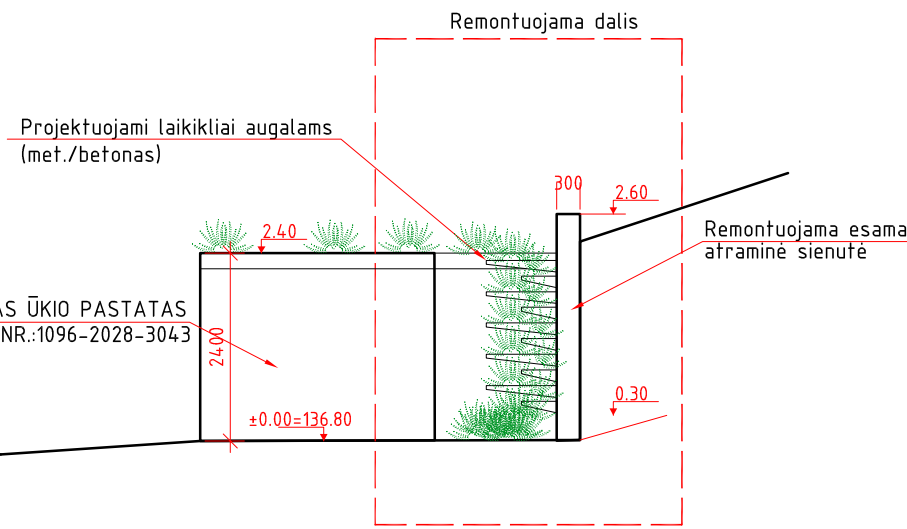 Remontuojama dalis
Projektuojami laikikliai augalams
(met./betonas)
300
2.60
2.40
Remontuojama esama
atraminė sienutė
ŪKIO PASTATAS
NR.:1096-2028-3043
2400
0.30
±0.00=136.80